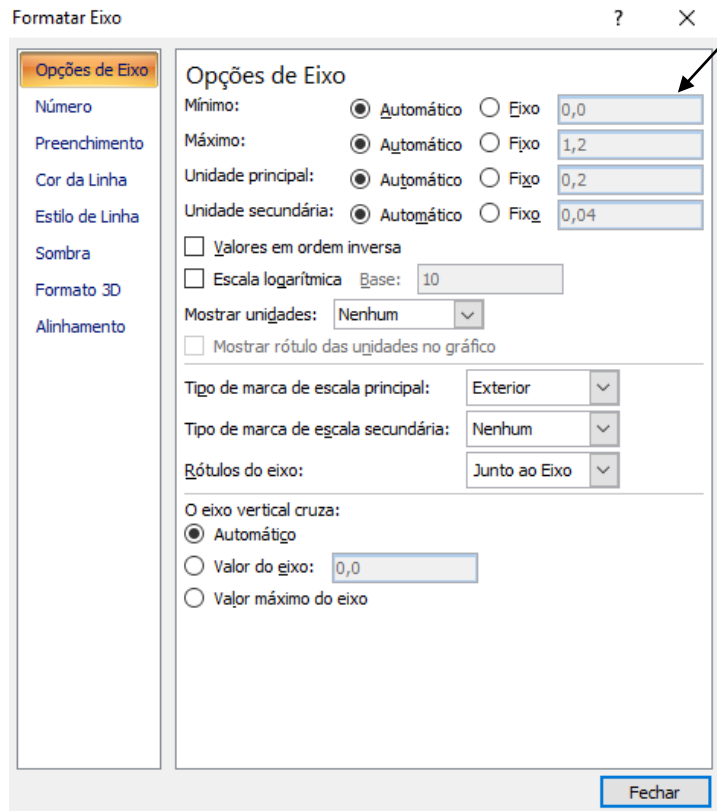 Formatar Eixo ?
Opções de Eixo
Número
Preenchimento
Cor da Linha
Estilo de Linha
Sombra
Formato 3D
Alinhamento
Opções de Eixo
Mínimo: Automático Fixo 0,0
Máximo: Automático Fixo 1,2
Unidade principal: Automático Fixo 0,2
Unidade secundária: Automático Fixo 0,04
Valores em ordem inversa
Escala logarítmica Base: 10
Mostrar unidades: Nenhum
Mostrar rótulo das unidades no gráfico
Tipo de marca de escala principal: Exterior
Tipo de marca de escala secundária: Nenhum
Rótulos do eixo: Junto ao Eixo
O eixo vertical cruza:
Automático
Valor do eixo: 0,0
Valor máximo do eixo
Fechar